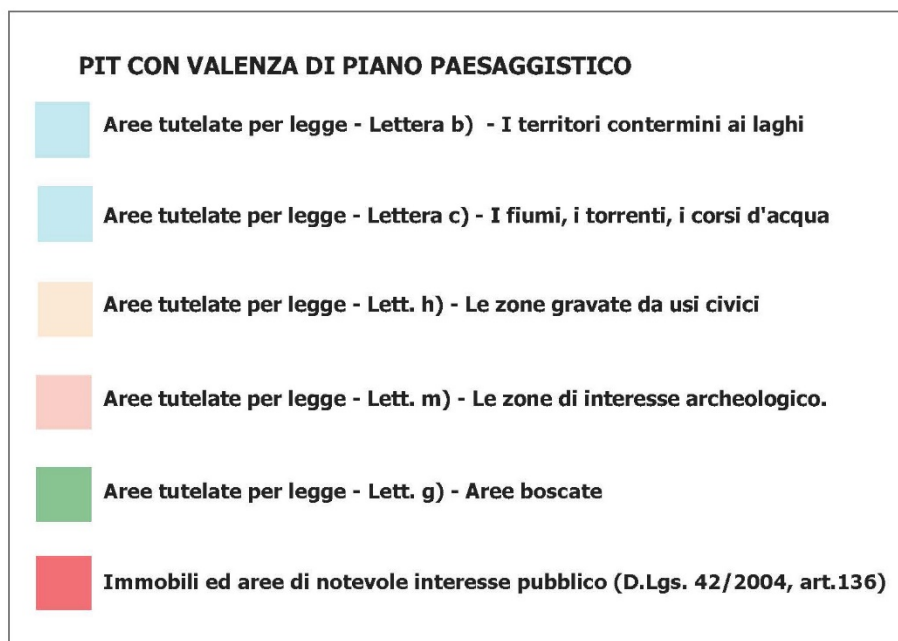 PIT CON VALENZA DI PIANO PAESAGGISTICO
Aree tutelate per legge - Lettera b) - I territori contermini ai laghi
Aree tutelate per legge - Lettera c) - I fiumi, i torrenti, i corsi d'acqua
Aree tutelate per legge - Lett. h) - Le zone gravate da usi civici
Aree tutelate per legge - Lett. m) - Le zone di interesse archeologico.
Aree tutelate per legge - Lett. g) - Aree boscate
Immobili ed aree di notevole interesse pubblico (D.Lgs. 42/2004, art.136)